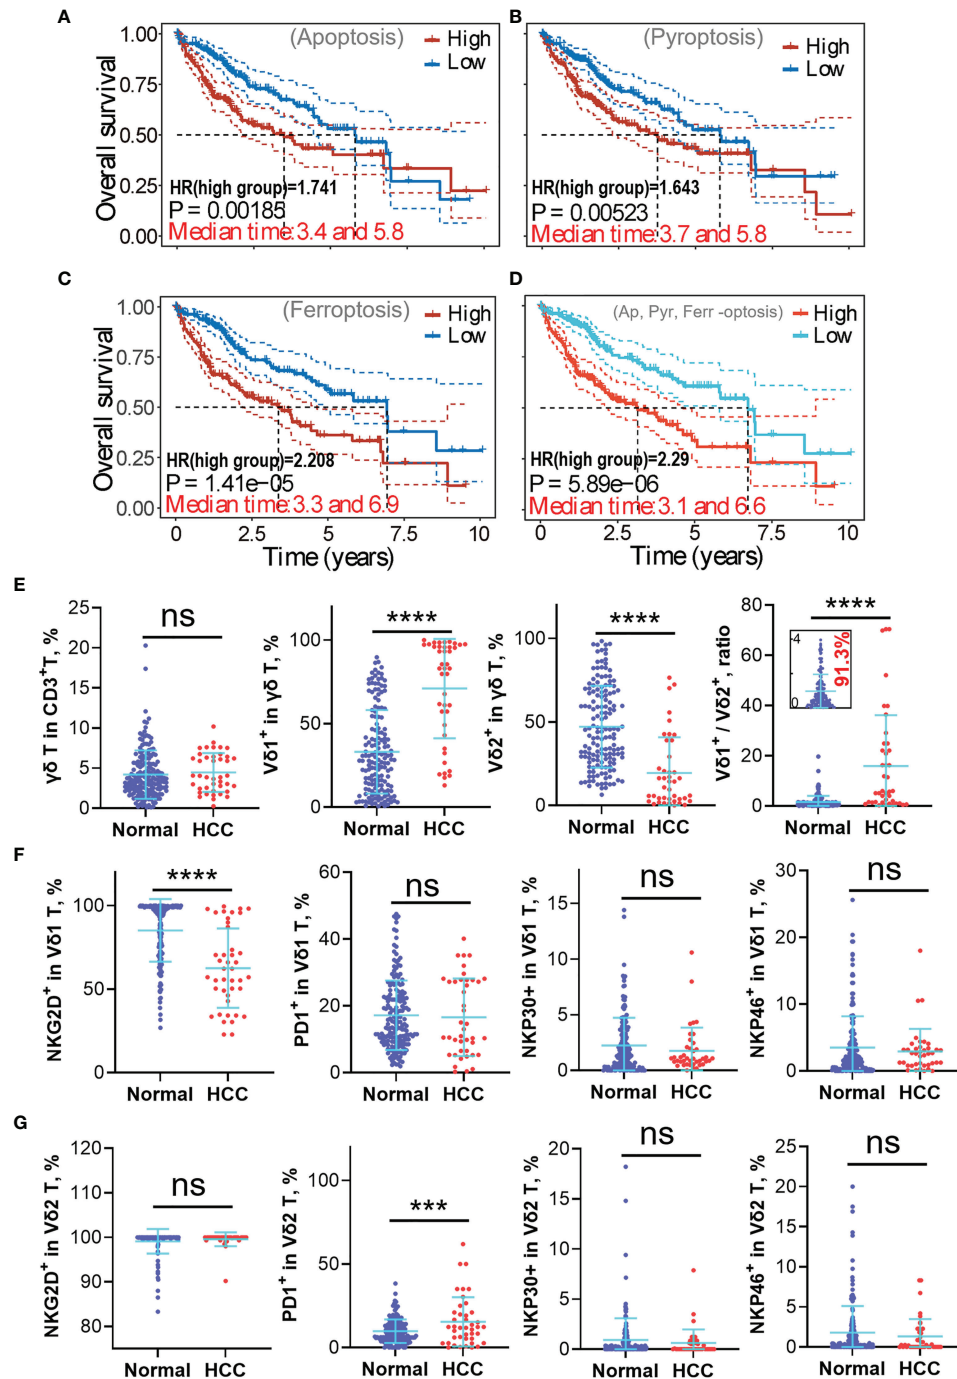 A
(Apoptosis)
High
Low
Overall survival
1.00
0.75
0.50
0.25
0.00
HR(high group)=1.741
P = 0.00185
Median time:3.4 and 5.8
B
(Pyroptosis)
High
Low
HR(high group)=1.643
P = 0.00523
Median time:3.7 and 5.8
C
(Ferroptosis)
High
Low
Overall survival
1.00
0.75
0.50
0.25
0.00
HR(high group)=2.208
P = 1.41e−05
Median time:3.3 and 6.9
0 2.5 5 7.5 10
Time (years)
D
(Ap, Pyr, Ferr -optosis)
High
Low
HR(high group)=2.29
P = 5.89e−06
Median time:3.1 and 6.6
0 2.5 5 7.5 10
Time (years)
E
γδ T in CD3+T, %
25
20
15
10
5
0
ns
Normal HCC
Vδ1+ in γδ T, %
100
50
0
****
Normal HCC
Vδ2+ in γδ T, %
100
50
0
****
Normal HCC
Vδ1+ / Vδ2+, ratio
80
60
40
20
0
****
4
0
91.3%
Normal HCC
F
NKG2D+ in Vδ1 T, %
100
50
0
****
Normal HCC
PD1+ in Vδ1 T, %
60
40
20
0
ns
Normal HCC
NKP30+ in Vδ1 T, %
15
10
5
0
ns
Normal HCC
NKP46+ in Vδ1 T, %
30
20
10
0
ns
Normal HCC
G
NKG2D+ in Vδ2 T, %
120
110
100
90
80
ns
Normal HCC
PD1+ in Vδ2 T, %
100
50
0
***
Normal HCC
NKP30+ in Vδ2 T, %
20
15
10
5
0
ns
Normal HCC
NKP46+ in Vδ2 T, %
25
20
15
10
5
0
ns
Normal HCC